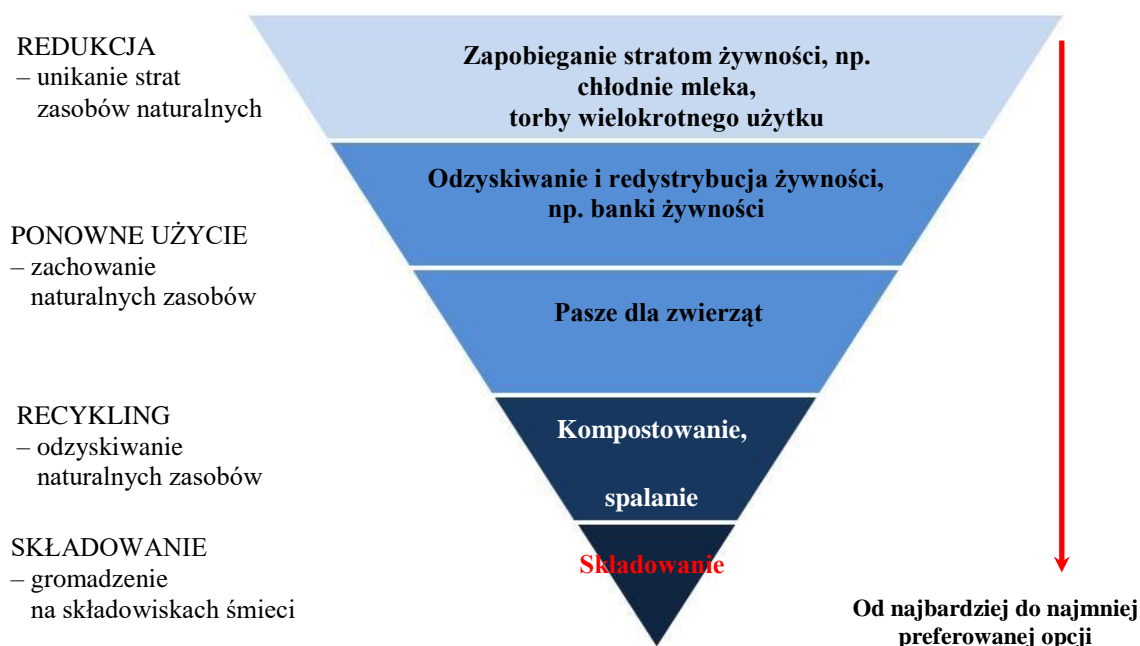 REDUKCJA
– unikanie strat
zasobów naturalnych
Zapobieganie stratom żywności, np.
chłodnie mleka,
torby wielokrotnego użytku
Odzyskiwanie i redystrybucja żywności,
np. banki żywności
PONOWNE UŻYCIE
– zachowanie
naturalnych zasobów
Pasze dla zwierząt
RECYKLING
– odzyskiwanie
naturalnych zasobów
Kompostowanie,
spalanie
SKŁADOWANIE
– gromadzenie
na składowiskach śmieci
Składowanie
Od najbardziej do najmniej
preferowanej opcji